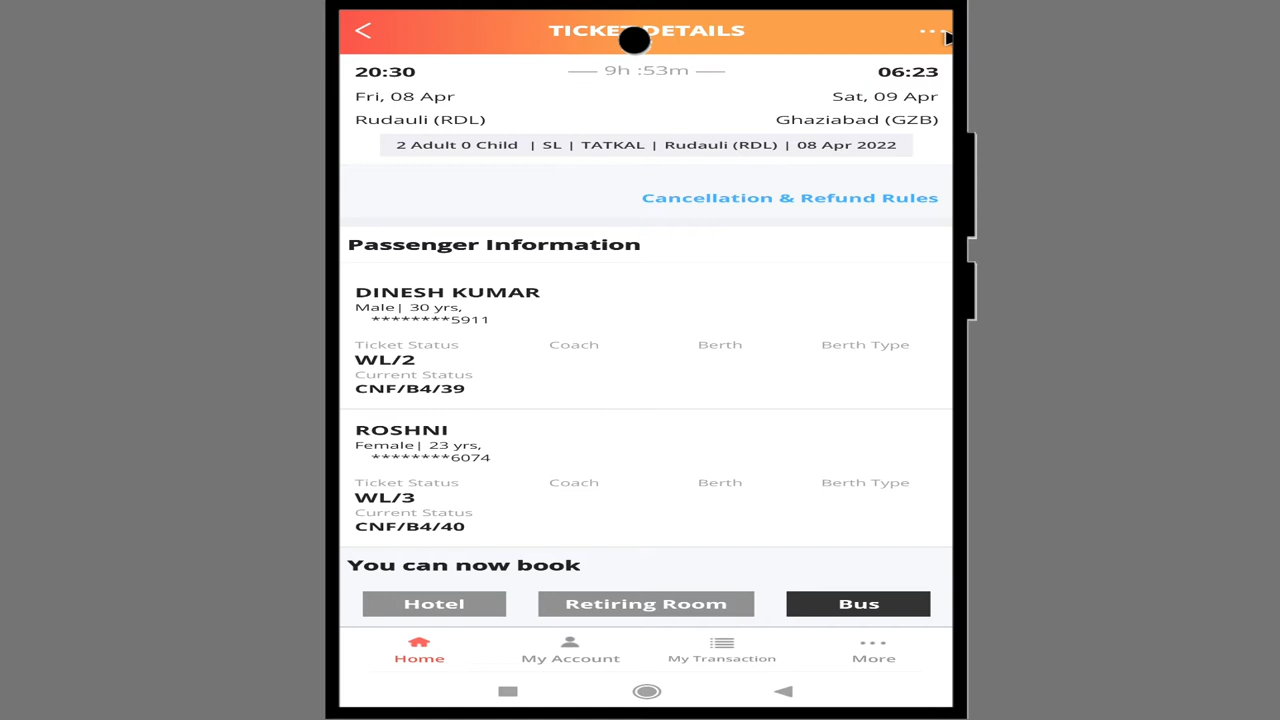 TICKET DETAILS
20:30 9h :53m 06:23
Fri, 08 Apr Sat, 09 Apr
Rudauli (RDL) Ghaziabad (GZB)
2 Adult 0 Child | SL | TATKAL | Rudauli (RDL) | 08 Apr 2022
Cancellation & Refund Rules
Passenger Information
DINESH KUMAR
Male| 30 yrs,
********5911
Ticket Status Coach Berth Berth Type
WL/2
Current Status
CNF/B4/39
ROSHNI
Female| 23 yrs,
********6074
Ticket Status Coach Berth Berth Type
WL/3
Current Status
CNF/B4/40
You can now book
Hotel Retiring Room Bus
Home My Account My Transaction More